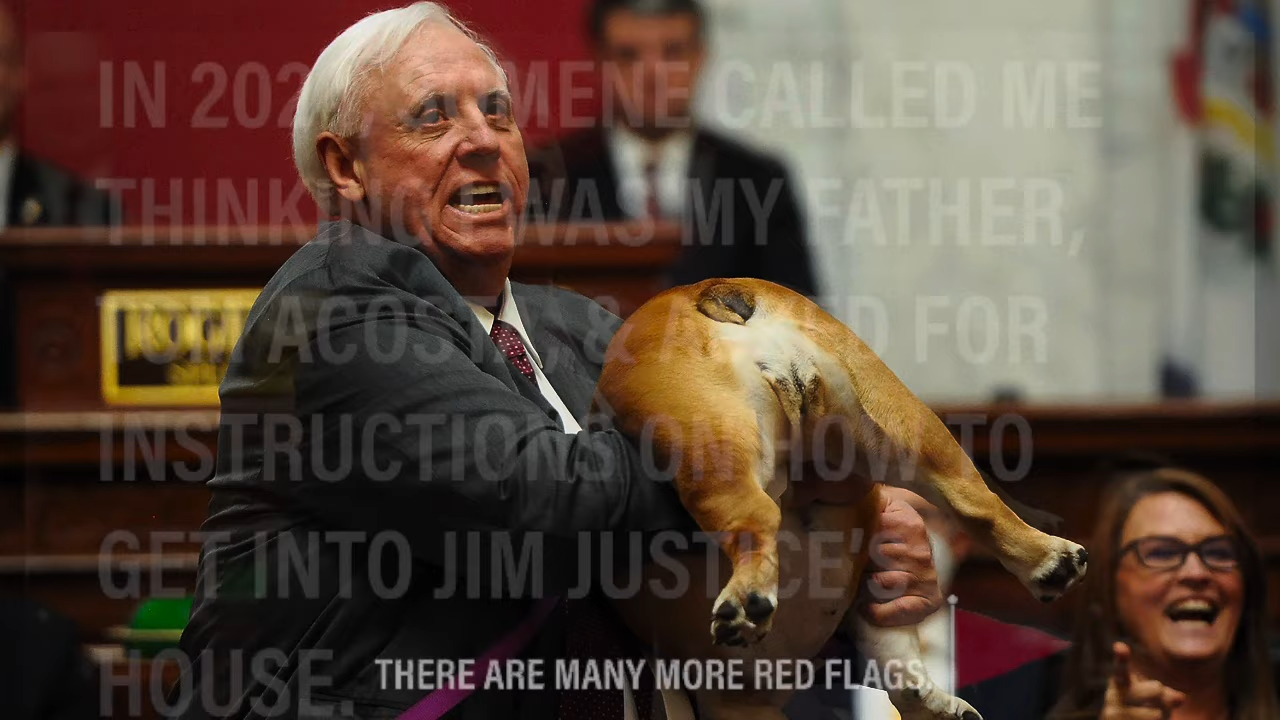 IN 202 MENE CALLED ME
THINKING I WAS MY FATHER,
ACOSTA, & A ED FOR
INSTRUCTIONS ON HOW TO
GET INTO JIM JUSTICE'S
HOUSE.
THERE ARE MANY MORE RED FLAGS.